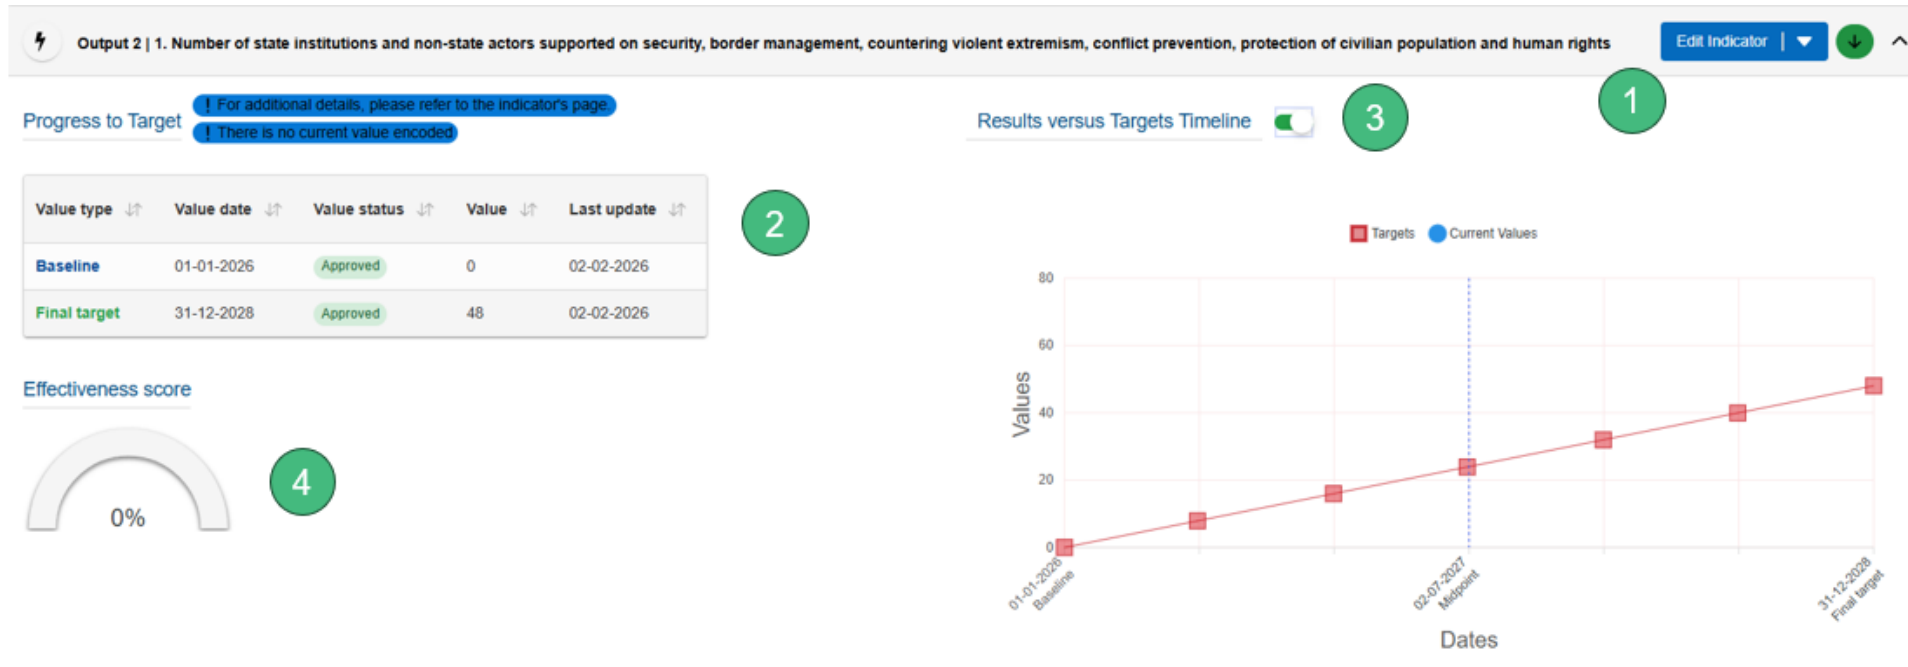 Output 2 | 1. Number of state institutions and non-state actors supported on security, border management, countering violent extremism, conflict prevention, protection of civilian population and human rights
Edit Indicator
1
Progress to Target
! For additional details, please refer to the indicator's page.
! There is no current value encoded
Value type Value date Value status Value Last update
Baseline 01-01-2026 Approved 0 02-02-2026
Final target 31-12-2028 Approved 48 02-02-2026
2
Effectiveness score
0%
4
Results versus Targets Timeline
3
Targets Current Values
80
60
40
20
0
Values
01-01-2026
Baseline
02-07-2027
Midpoint
31-12-2028
Final target
Dates